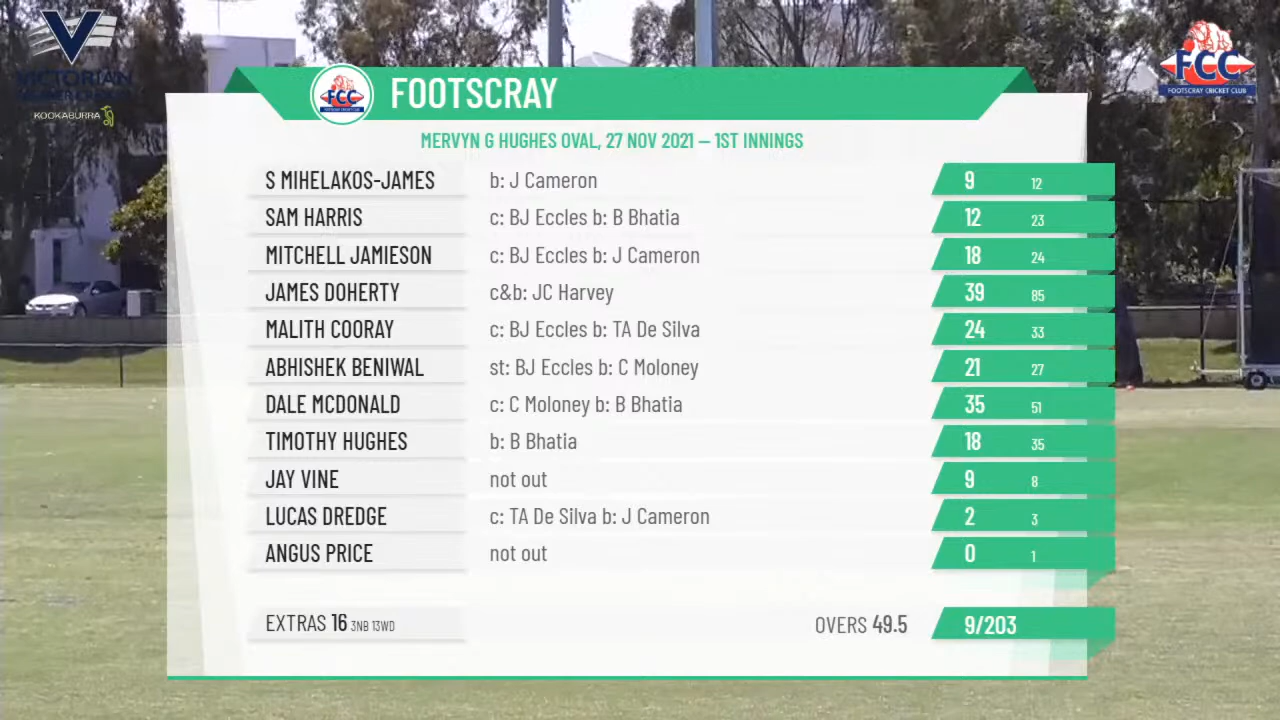 VICTORIAN
PREMIER CRICKET
KOOKABURRA
FCC
FOOTSCRAY CRICKET CLUB
FCC
FOOTSCRAY
MERVYN G HUGHES OVAL, 27 NOV 2021 – 1ST INNINGS
S MIHELAKOS-JAMES b: J Cameron 9 12
SAM HARRIS c: BJ Eccles b: B Bhatia 12 23
MITCHELL JAMIESON c: BJ Eccles b: J Cameron 18 24
JAMES DOHERTY c&b: JC Harvey 39 85
MALITH COORAY c: BJ Eccles b: TA De Silva 24 33
ABHISHEK BENIWAL st: BJ Eccles b: C Moloney 21 27
DALE MCDONALD c: C Moloney b: B Bhatia 35 51
TIMOTHY HUGHES b: B Bhatia 18 35
JAY VINE not out 9 8
LUCAS DREDGE c: TA De Silva b: J Cameron 2 3
ANGUS PRICE not out 0 1
EXTRAS 16 3NB 13WD OVERS 49.5 9/203